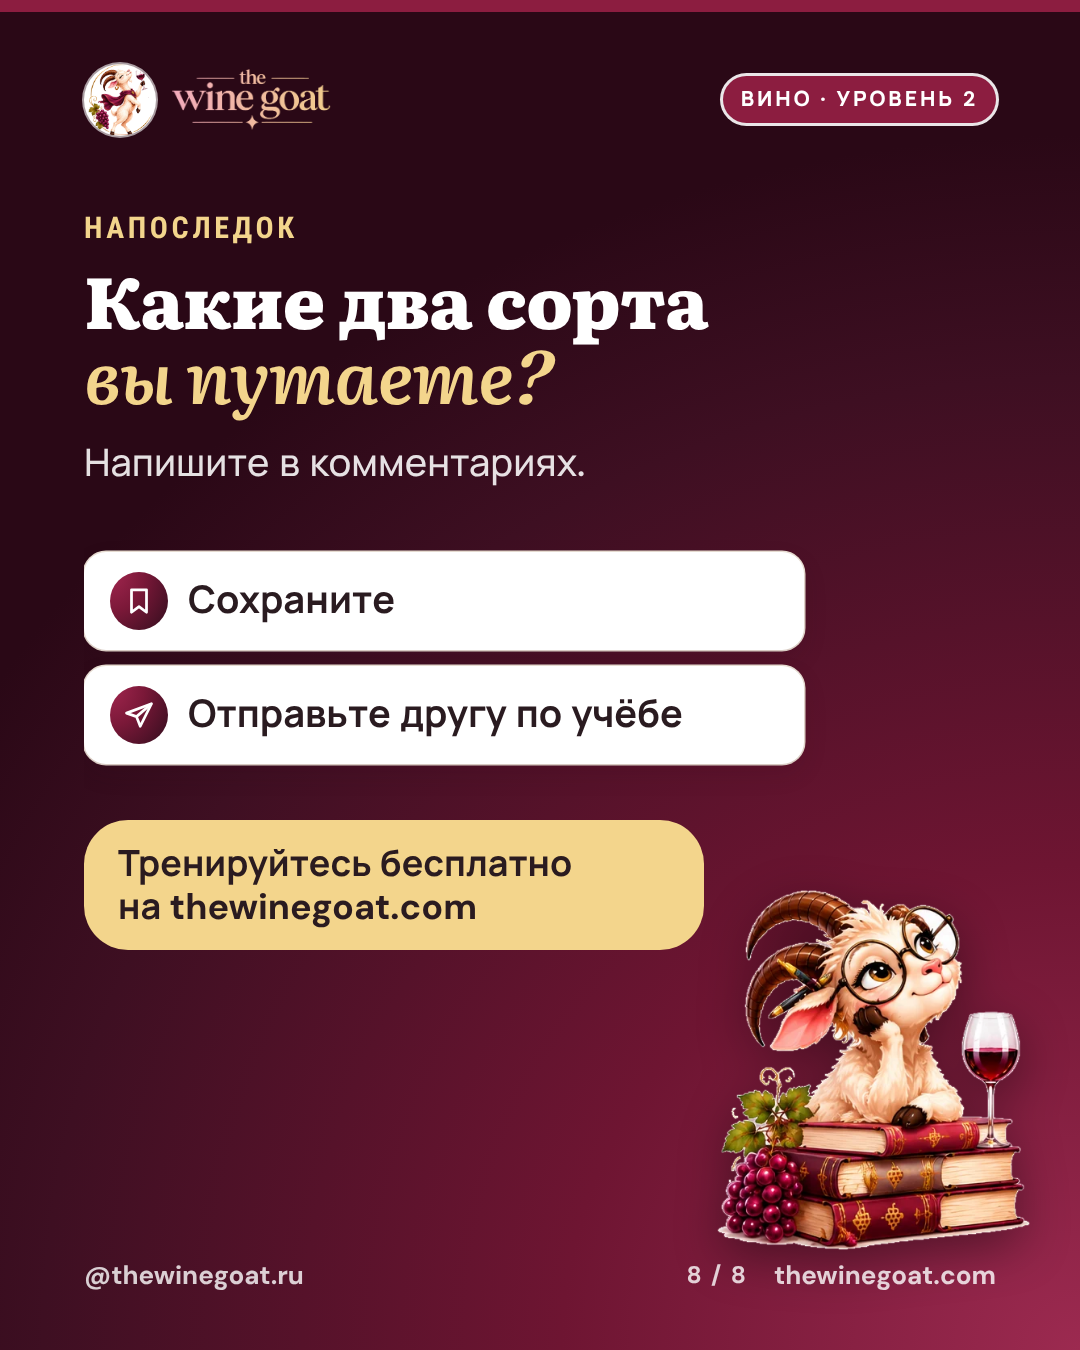 the
wine goat
ВИНО · УРОВЕНЬ 2
НАПОСЛЕДОК
Какие два сорта
вы путаете?
Напишите в комментариях.
Сохраните
Отправьте другу по учёбе
Тренируйтесь бесплатно
на thewinegoat.com
@thewinegoat.ru
8 / 8
thewinegoat.com